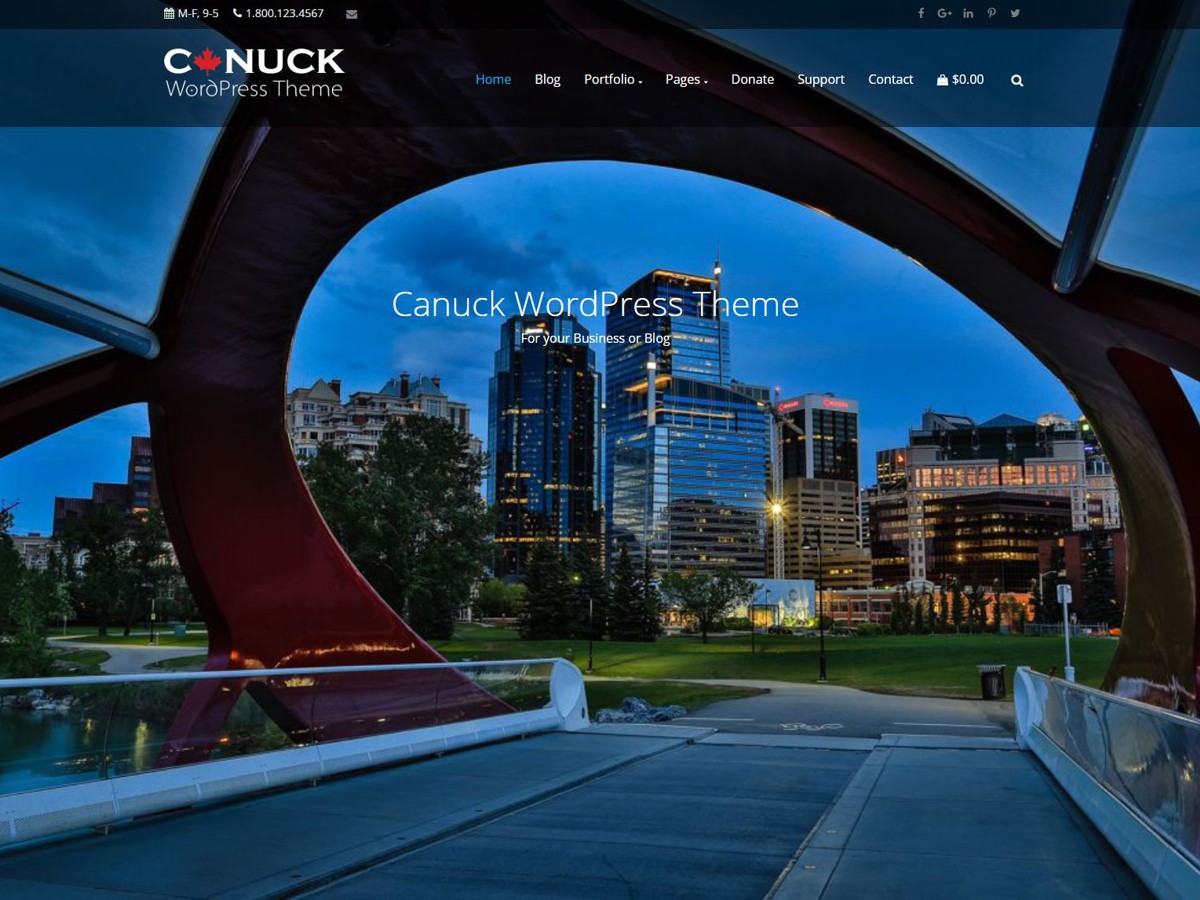 M-F, 9-5 1.800.123.4567
CANUCK
WordPress Theme
Home Blog Portfolio Pages Donate Support Contact $0.00
Canuck WordPress Theme
For your Business or Blog